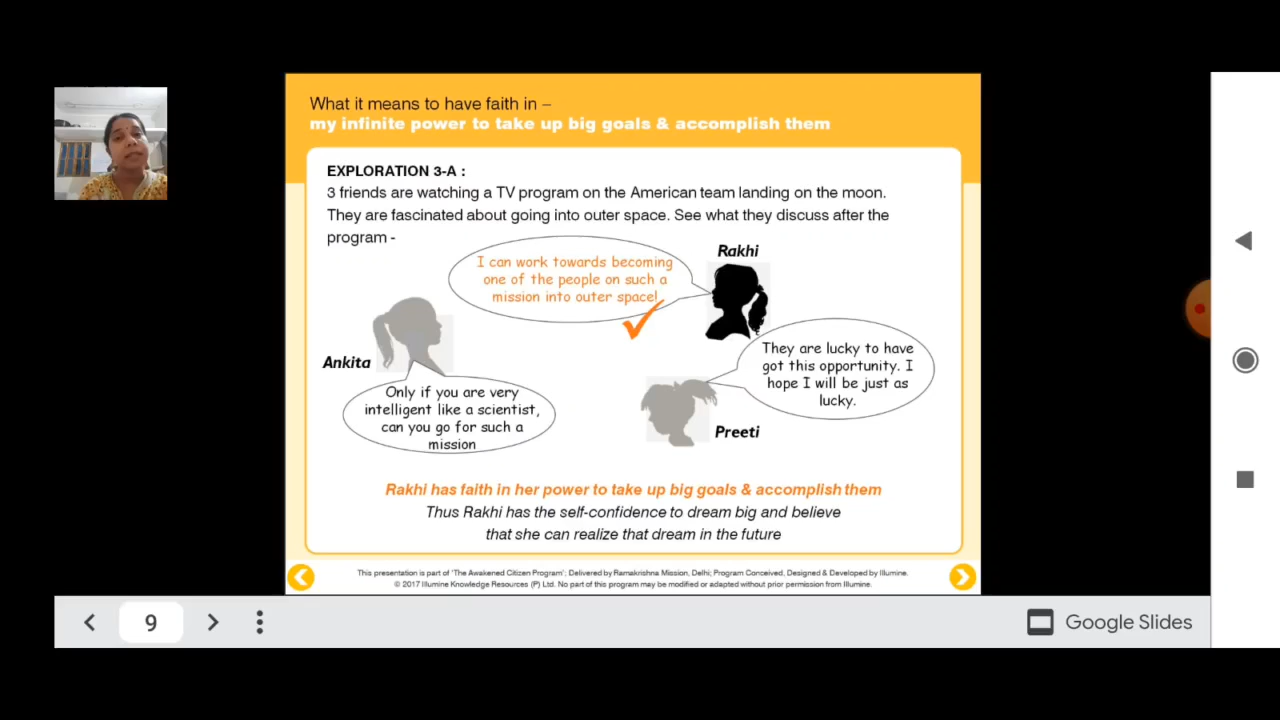 What it means to have faith in –
my infinite power to take up big goals & accomplish them
EXPLORATION 3-A :
3 friends are watching a TV program on the American team landing on the moon.
They are fascinated about going into outer space. See what they discuss after the
program -
Rakhi
I can work towards becoming
one of the people on such a
mission into outer space!
Ankita
Only if you are very
intelligent like a scientist,
can you go for such a
mission
They are lucky to have
got this opportunity. I
hope I will be just as
lucky.
Preeti
Rakhi has faith in her power to take up big goals & accomplish them
Thus Rakhi has the self-confidence to dream big and believe
that she can realize that dream in the future
This presentation is part of 'The Awakened Citizen Program'; Delivered by Ramakrishna Mission, Delhi; Program Conceived, Designed & Developed by Illumine.
© 2017 Illumine Knowledge Resources (P) Ltd. No part of this program may be modified or adapted without prior permission from Illumine.
9
Google Slides